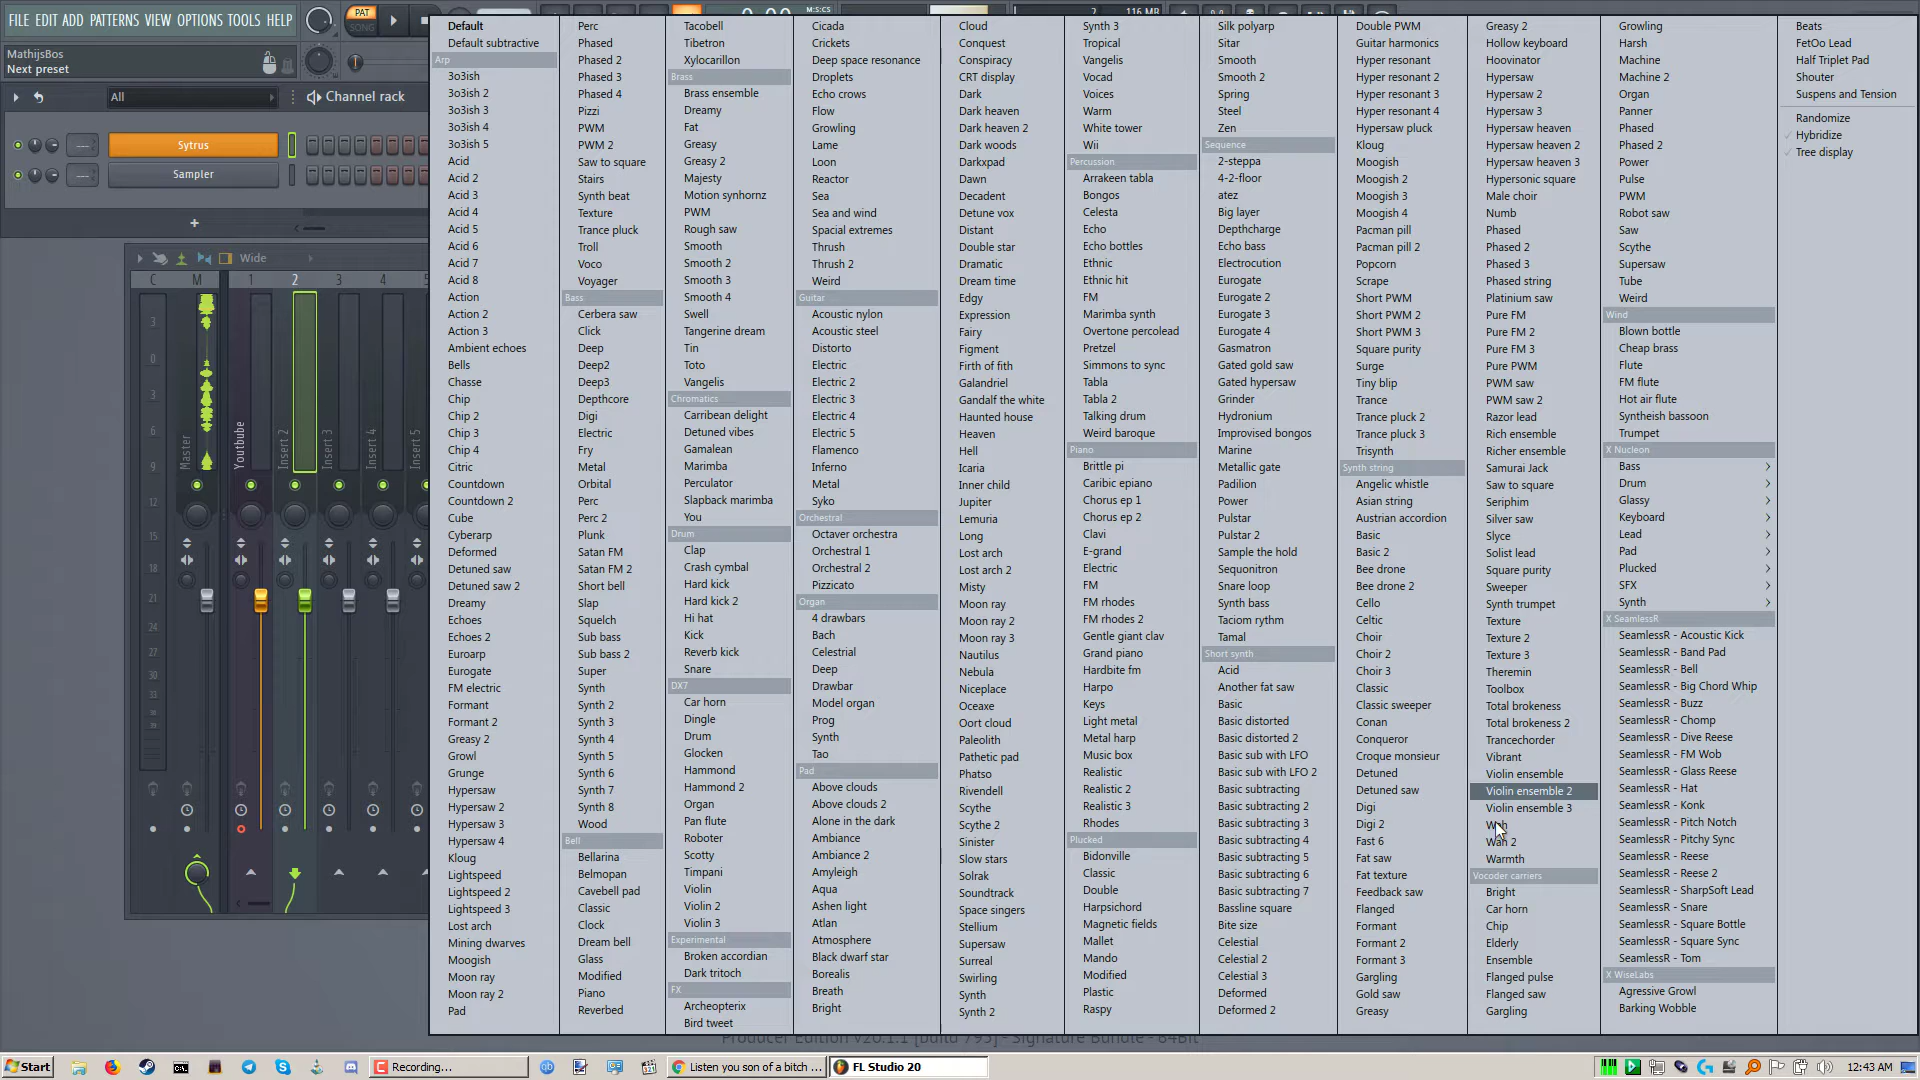 FILE EDIT ADD PATTERNS VIEW OPTIONS TOOLS HELP
PAT
SONG
0:00
M:S:CS
2
116 MB
MathijsBos
Next preset
All
Channel rack
Sytrus
Sampler
Wide
C M 1 2 3 4 5
Master
Youtbube
Insert 2
Insert 3
Insert 4
Insert 5
3
0
3
6
9
12
15
18
21
24
27
30
33
Default
Default subtractive
Arp
3o3ish
3o3ish 2
3o3ish 3
3o3ish 4
3o3ish 5
Acid
Acid 2
Acid 3
Acid 4
Acid 5
Acid 6
Acid 7
Acid 8
Action
Action 2
Action 3
Ambient echoes
Bells
Chasse
Chip
Chip 2
Chip 3
Chip 4
Citric
Countdown
Countdown 2
Cube
Cyberarp
Deformed
Detuned saw
Detuned saw 2
Dreamy
Echoes
Echoes 2
Euroarp
Eurogate
FM electric
Formant
Formant 2
Greasy 2
Growl
Grunge
Hypersaw
Hypersaw 2
Hypersaw 3
Hypersaw 4
Kloug
Lightspeed
Lightspeed 2
Lightspeed 3
Lost arch
Mining dwarves
Moogish
Moon ray
Moon ray 2
Pad
Perc
Phased
Phased 2
Phased 3
Phased 4
Pizzi
PWM
PWM 2
Saw to square
Stairs
Synth beat
Texture
Trance pluck
Troll
Voco
Voyager
Bass
Cerbera saw
Click
Deep
Deep2
Deep3
Depthcore
Digi
Electric
Fry
Metal
Orbital
Perc
Perc 2
Plunk
Satan FM
Satan FM 2
Short bell
Slap
Squelch
Sub bass
Sub bass 2
Super
Synth
Synth 2
Synth 3
Synth 4
Synth 5
Synth 6
Synth 7
Synth 8
Wood
Bell
Bellarina
Belmopan
Cavebell pad
Classic
Clock
Dream bell
Glass
Modified
Piano
Reverbed
Tacobell
Tibetron
Xylocarillon
Brass
Brass ensemble
Dreamy
Fat
Greasy
Greasy 2
Majesty
Motion synhornz
PWM
Rough saw
Smooth
Smooth 2
Smooth 3
Smooth 4
Swell
Tangerine dream
Tin
Toto
Vangelis
Chromatics
Carribean delight
Detuned vibes
Gamalean
Marimba
Perculator
Slapback marimba
You
Drum
Clap
Crash cymbal
Hard kick
Hard kick 2
Hi hat
Kick
Reverb kick
Snare
DX7
Car horn
Dingle
Drum
Glocken
Hammond
Hammond 2
Organ
Pan flute
Roboter
Scotty
Timpani
Violin
Violin 2
Violin 3
Experimental
Broken accordian
Dark tritoch
FX
Archeopterix
Bird tweet
Cicada
Crickets
Deep space resonance
Droplets
Echo crows
Flow
Growling
Lame
Loon
Reactor
Sea
Sea and wind
Spacial extremes
Thrush
Thrush 2
Weird
Guitar
Acoustic nylon
Acoustic steel
Distorto
Electric
Electric 2
Electric 3
Electric 4
Electric 5
Flamenco
Inferno
Metal
Syko
Orchestral
Octaver orchestra
Orchestral 1
Orchestral 2
Pizzicato
Organ
4 drawbars
Bach
Celestrial
Deep
Drawbar
Model organ
Prog
Synth
Tao
Pad
Above clouds
Above clouds 2
Alone in the dark
Ambiance
Ambiance 2
Amyleigh
Aqua
Ashen light
Atlan
Atmosphere
Black dwarf star
Borealis
Breath
Bright
Cloud
Conquest
Conspiracy
CRT display
Dark
Dark heaven
Dark heaven 2
Dark woods
Darkxpad
Dawn
Decadent
Detune vox
Distant
Double star
Dramatic
Dream time
Edgy
Expression
Fairy
Figment
Firth of fith
Galandriel
Gandalf the white
Haunted house
Heaven
Hell
Icaria
Inner child
Jupiter
Lemuria
Long
Lost arch
Lost arch 2
Misty
Moon ray
Moon ray 2
Moon ray 3
Nautilus
Nebula
Niceplace
Oceaxe
Oort cloud
Paleolith
Pathetic pad
Phatso
Rivendell
Scythe
Scythe 2
Sinister
Slow stars
Solrak
Soundtrack
Space singers
Stellium
Supersaw
Surreal
Swirling
Synth
Synth 2
Synth 3
Tropical
Vangelis
Vocad
Voices
Warm
White tower
Wii
Percussion
Arrakeen tabla
Bongos
Celesta
Echo
Echo bottles
Ethnic
Ethnic hit
FM
Marimba synth
Overtone percolead
Pretzel
Simmons to sync
Tabla
Tabla 2
Talking drum
Weird baroque
Piano
Brittle pi
Caribic epiano
Chorus ep 1
Chorus ep 2
Clavi
E-grand
Electric
FM
FM rhodes
FM rhodes 2
Gentle giant clav
Grand piano
Hardbite fm
Harpo
Keys
Light metal
Metal harp
Music box
Realistic
Realistic 2
Realistic 3
Rhodes
Plucked
Bidonville
Classic
Double
Harpsichord
Magnetic fields
Mallet
Mando
Modified
Plastic
Raspy
Silk polyarp
Sitar
Smooth
Smooth 2
Spring
Steel
Zen
Sequence
2-steppa
4-2-floor
atez
Big layer
Depthcharge
Echo bass
Electrocution
Eurogate
Eurogate 2
Eurogate 3
Eurogate 4
Gasmatron
Gated gold saw
Gated hypersaw
Grinder
Hydronium
Improvised bongos
Marine
Metallic gate
Padilion
Power
Pulstar
Pulstar 2
Sample the hold
Sequonitron
Snare loop
Synth bass
Taciom rythm
Tamal
Short synth
Acid
Another fat saw
Basic
Basic distorted
Basic distorted 2
Basic sub with LFO
Basic sub with LFO 2
Basic subtracting
Basic subtracting 2
Basic subtracting 3
Basic subtracting 4
Basic subtracting 5
Basic subtracting 6
Basic subtracting 7
Bassline square
Bite size
Celestial
Celestial 2
Celestial 3
Deformed
Deformed 2
Double PWM
Guitar harmonics
Hyper resonant
Hyper resonant 2
Hyper resonant 3
Hyper resonant 4
Hypersaw pluck
Kloug
Moogish
Moogish 2
Moogish 3
Moogish 4
Pacman pill
Pacman pill 2
Popcorn
Scrape
Short PWM
Short PWM 2
Short PWM 3
Square purity
Surge
Tiny blip
Trance
Trance pluck 2
Trance pluck 3
Trisynth
Synth string
Angelic whistle
Asian string
Austrian accordion
Basic
Basic 2
Bee drone
Bee drone 2
Cello
Celtic
Choir
Choir 2
Choir 3
Classic
Classic sweeper
Conan
Conqueror
Croque monsieur
Detuned
Detuned saw
Digi
Digi 2
Fast 6
Fat saw
Fat texture
Feedback saw
Flanged
Formant
Formant 2
Formant 3
Gargling
Gold saw
Greasy
Greasy 2
Hollow keyboard
Hoovinator
Hypersaw
Hypersaw 2
Hypersaw 3
Hypersaw heaven
Hypersaw heaven 2
Hypersaw heaven 3
Hypersonic square
Male choir
Numb
Phased
Phased 2
Phased 3
Phased string
Platinium saw
Pure FM
Pure FM 2
Pure FM 3
Pure PWM
PWM saw
PWM saw 2
Razor lead
Rich ensemble
Richer ensemble
Samurai Jack
Saw to square
Seriphim
Silver saw
Slyce
Solist lead
Square purity
Sweeper
Synth trumpet
Texture
Texture 2
Texture 3
Theremin
Toolbox
Total brokeness
Total brokeness 2
Trancechorder
Vibrant
Violin ensemble
Violin ensemble 2
Violin ensemble 3
Wah
Wah 2
Warmth
Vocoder carriers
Bright
Car horn
Chip
Elderly
Ensemble
Flanged pulse
Flanged saw
Gargling
Growling
Harsh
Machine
Machine 2
Organ
Panner
Phased
Phased 2
Power
Pulse
PWM
Robot saw
Saw
Scythe
Supersaw
Tube
Weird
Wind
Blown bottle
Cheap brass
Flute
FM flute
Hot air flute
Syntheish bassoon
Trumpet
X Nucleon
Bass
Drum
Glassy
Keyboard
Lead
Pad
Plucked
SFX
Synth
X SeamlessR
SeamlessR - Acoustic Kick
SeamlessR - Band Pad
SeamlessR - Bell
SeamlessR - Big Chord Whip
SeamlessR - Buzz
SeamlessR - Chomp
SeamlessR - Dive Reese
SeamlessR - FM Wob
SeamlessR - Glass Reese
SeamlessR - Hat
SeamlessR - Konk
SeamlessR - Pitch Notch
SeamlessR - Pitchy Sync
SeamlessR - Reese
SeamlessR - Reese 2
SeamlessR - SharpSoft Lead
SeamlessR - Snare
SeamlessR - Square Bottle
SeamlessR - Square Sync
SeamlessR - Tom
X WiseLabs
Agressive Growl
Barking Wobble
Beats
FetOo Lead
Half Triplet Pad
Shouter
Suspens and Tension
Randomize
Hybridize
Tree display
Producer Edition v20.1.1 [build 795] - Signature Bundle - 64Bit
Start
Recording...
Listen you son of a bitch ...
FL Studio 20
12:43 AM